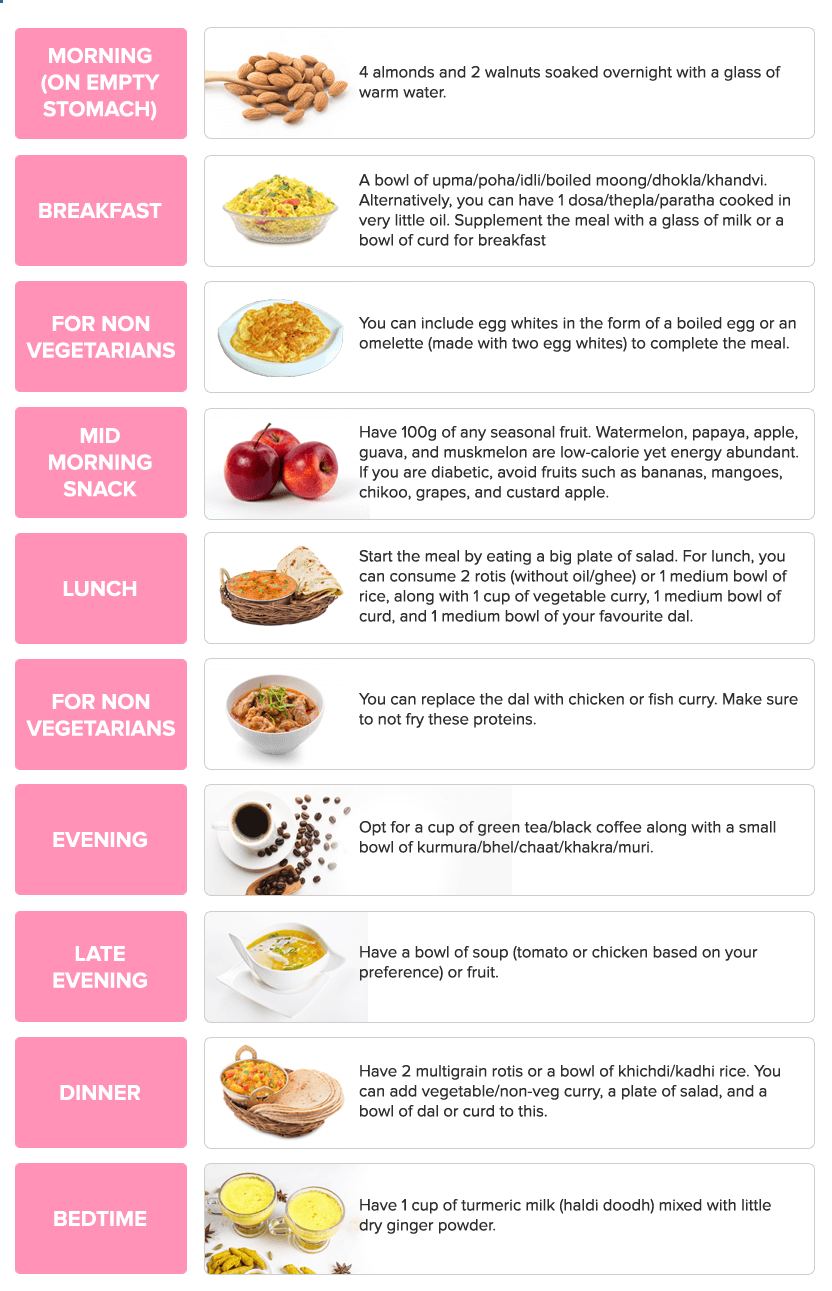 MORNING
(ON EMPTY
STOMACH)
4 almonds and 2 walnuts soaked overnight with a glass of
warm water.
BREAKFAST
A bowl of upma/poha/idli/boiled moong/dhokla/khandvi.
Alternatively, you can have 1 dosa/thepla/paratha cooked in
very little oil. Supplement the meal with a glass of milk or a
bowl of curd for breakfast
FOR NON
VEGETARIANS
You can include egg whites in the form of a boiled egg or an
omelette (made with two egg whites) to complete the meal.
MID
MORNING
SNACK
Have 100g of any seasonal fruit. Watermelon, papaya, apple,
guava, and muskmelon are low-calorie yet energy abundant.
If you are diabetic, avoid fruits such as bananas, mangoes,
chikoo, grapes, and custard apple.
LUNCH
Start the meal by eating a big plate of salad. For lunch, you
can consume 2 rotis (without oil/ghee) or 1 medium bowl of
rice, along with 1 cup of vegetable curry, 1 medium bowl of
curd, and 1 medium bowl of your favourite dal.
FOR NON
VEGETARIANS
You can replace the dal with chicken or fish curry. Make sure
to not fry these proteins.
EVENING
Opt for a cup of green tea/black coffee along with a small
bowl of kurmura/bhel/chaat/khakra/muri.
LATE
EVENING
Have a bowl of soup (tomato or chicken based on your
preference) or fruit.
DINNER
Have 2 multigrain rotis or a bowl of khichdi/kadhi rice. You
can add vegetable/non-veg curry, a plate of salad, and a
bowl of dal or curd to this.
BEDTIME
Have 1 cup of turmeric milk (haldi doodh) mixed with little
dry ginger powder.